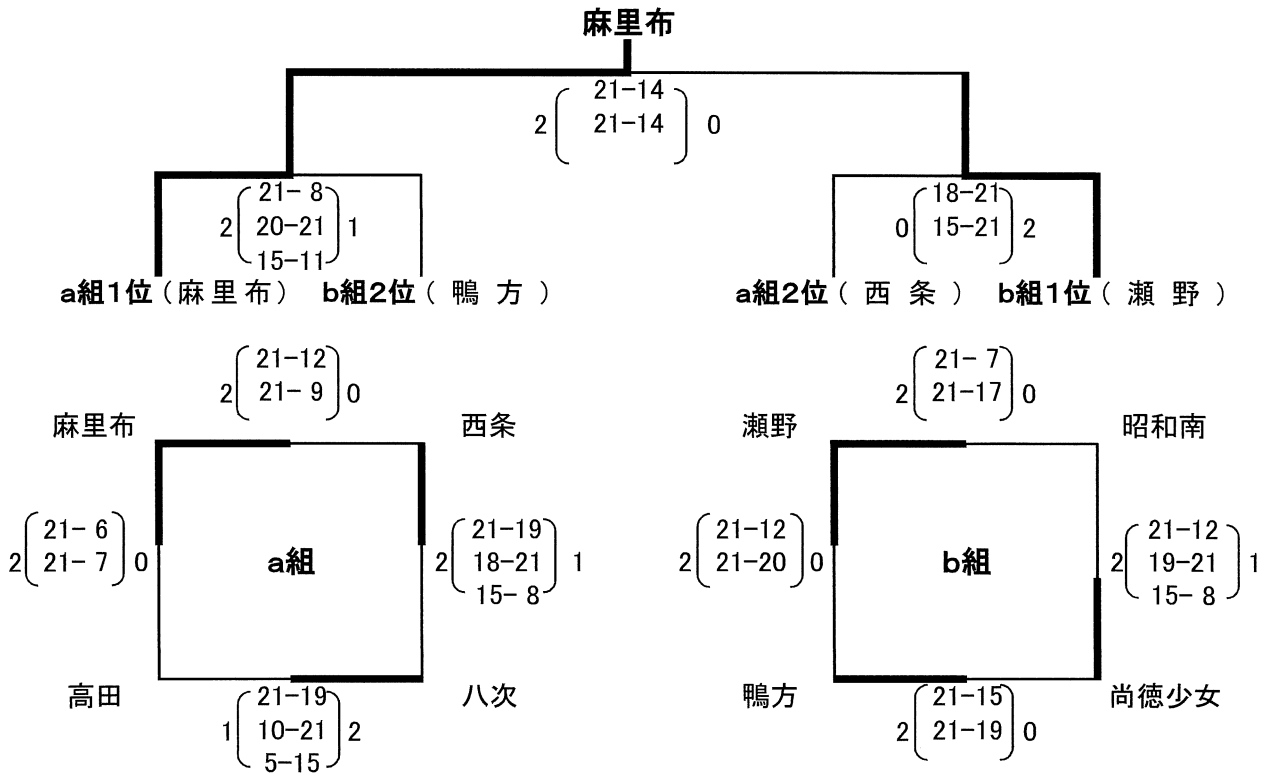 麻里布
21-14
2 21-14 0
21- 8
2 20-21 1
15-11
18-21
0 15-21 2
a組1位(麻里布) b組2位(鴨方) a組2位(西条) b組1位(瀬野)
21-12
2 21- 9 0
21- 7
2 21-17 0
麻里布 西条 瀬野 昭和南
21- 6
2 21- 7 0
a組
21-19
2 18-21 1
15- 8
21-12
2 21-20 0
b組
21-12
2 19-21 1
15- 8
高田 八次 鴨方 尚徳少女
21-19
1 10-21 2
5-15
21-15
2 21-19 0